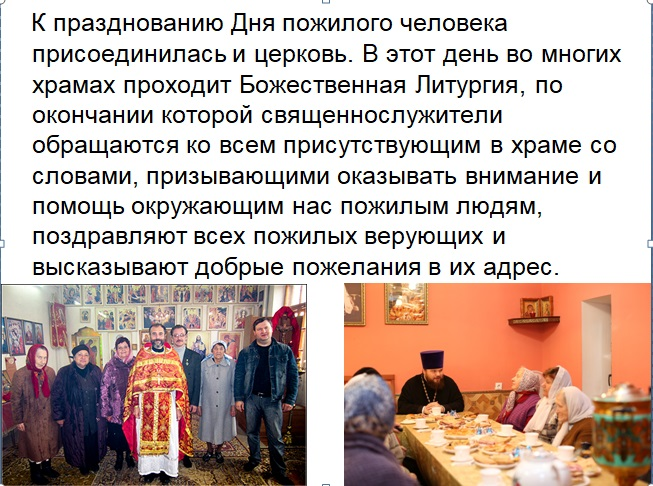 К празднованию Дня пожилого человека
присоединилась и церковь. В этот день во многих
храмах проходит Божественная Литургия, по
окончании которой священнослужители
обращаются ко всем присутствующим в храме со
словами, призывающими оказывать внимание и
помощь окружающим нас пожилым людям,
поздравляют всех пожилых верующих и
высказывают добрые пожелания в их адрес.